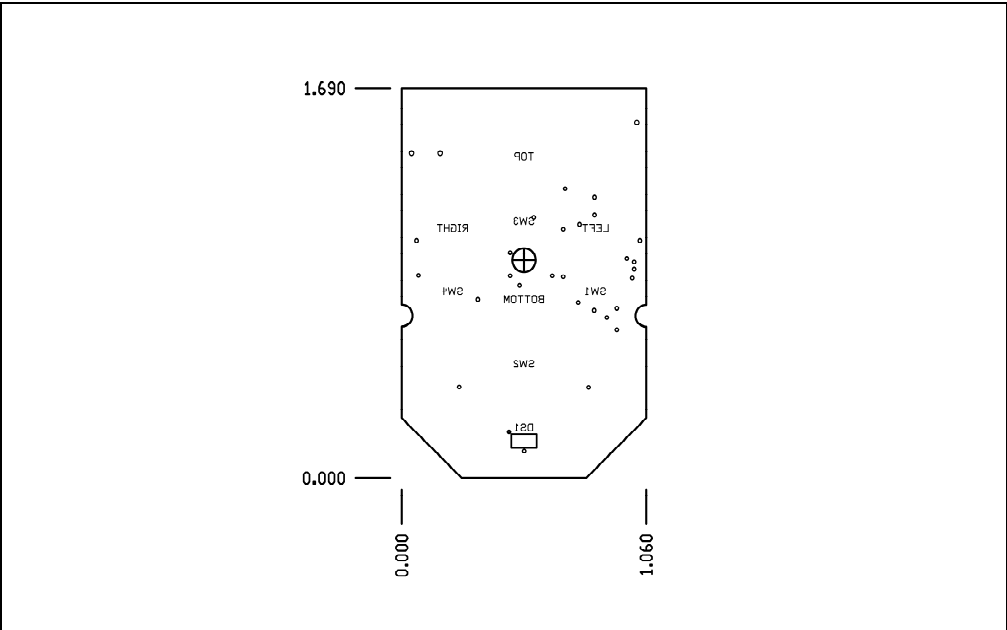 1.690
TOP
SW3
RIGHT
LEFT
SW4
SW1
BOTTOM
SW2
DS1
0.000
0.000
1.060